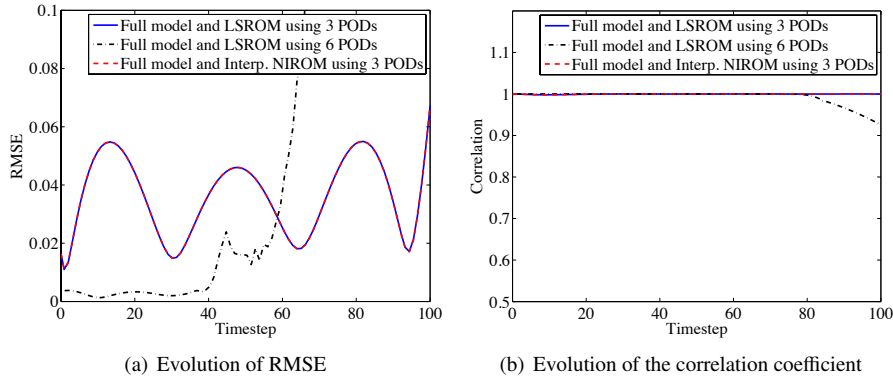 Full model and LSROM using 3 PODs
Full model and LSROM using 6 PODs
Full model and Interp. NIROM using 3 PODs
0.1
0.08
0.06
0.04
0.02
0
RMSE
0
20
40
60
80
100
Timestep
(a) Evolution of RMSE
Full model and LSROM using 3 PODs
Full model and LSROM using 6 PODs
Full model and Interp. NIROM using 3 PODs
1.1
1
0.9
0.8
0.7
0.6
0.5
Correlation
0
20
40
60
80
100
Timestep
(b) Evolution of the correlation coefficient